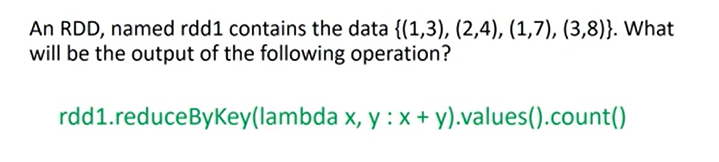 An RDD, named rdd1 contains the data {(1,3), (2,4), (1,7), (3,8)}. What
will be the output of the following operation?
rdd1.reduceByKey(lambda x, y : x + y).values().count()